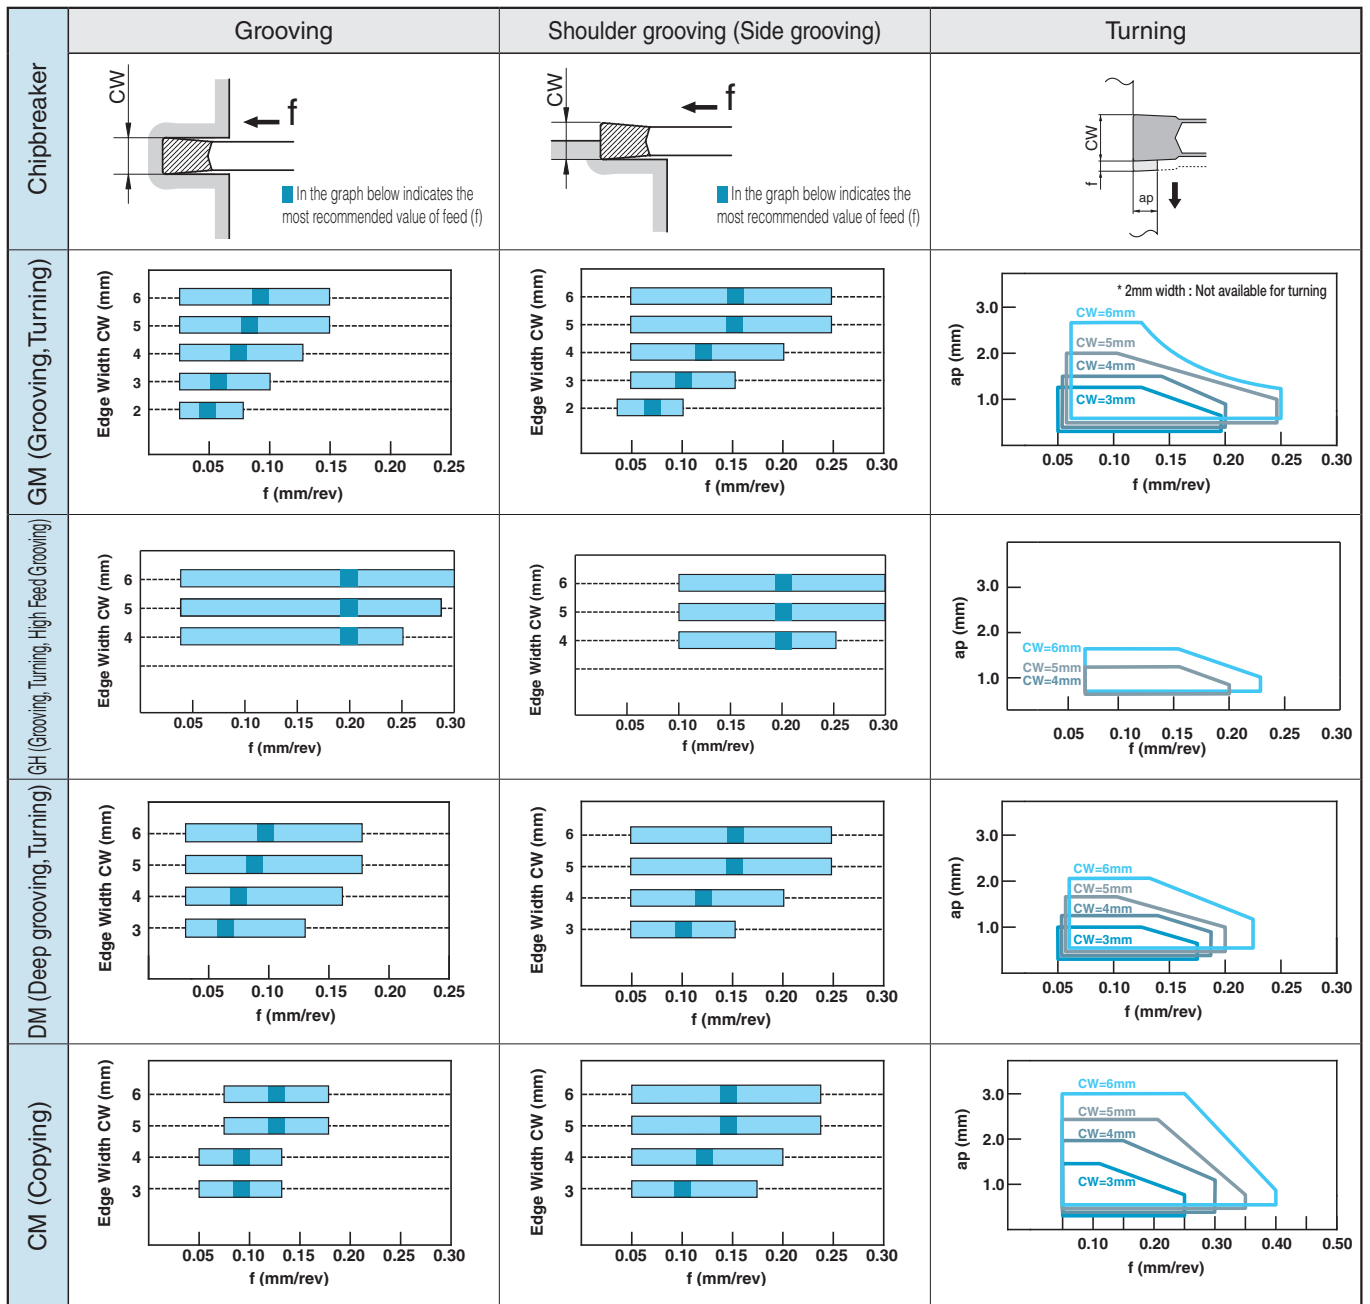 Chipbreaker
Grooving
Shoulder grooving (Side grooving)
Turning
CW
f
In the graph below indicates the
most recommended value of feed (f)
CW
f
In the graph below indicates the
most recommended value of feed (f)
CW
f
ap
GM (Grooving, Turning)
Edge Width CW (mm)
6
5
4
3
2
0.05 0.10 0.15 0.20 0.25
f (mm/rev)
Edge Width CW (mm)
6
5
4
3
2
0.05 0.10 0.15 0.20 0.25 0.30
f (mm/rev)
* 2mm width : Not available for turning
ap (mm)
3.0
2.0
1.0
CW=6mm
CW=5mm
CW=4mm
CW=3mm
0.05 0.10 0.15 0.20 0.25 0.30
f (mm/rev)
GH (Grooving, Turning, High Feed Grooving)
Edge Width CW (mm)
6
5
4
0.05 0.10 0.15 0.20 0.25 0.30
f (mm/rev)
Edge Width CW (mm)
6
5
4
0.05 0.10 0.15 0.20 0.25 0.30
f (mm/rev)
ap (mm)
3.0
2.0
1.0
CW=6mm
CW=5mm
CW=4mm
0.05 0.10 0.15 0.20 0.25 0.30
f (mm/rev)
DM (Deep grooving, Turning)
Edge Width CW (mm)
6
5
4
3
0.05 0.10 0.15 0.20 0.25
f (mm/rev)
Edge Width CW (mm)
6
5
4
3
0.05 0.10 0.15 0.20 0.25 0.30
f (mm/rev)
ap (mm)
3.0
2.0
1.0
CW=6mm
CW=5mm
CW=4mm
CW=3mm
0.05 0.10 0.15 0.20 0.25 0.30
f (mm/rev)
CM (Copying)
Edge Width CW (mm)
6
5
4
3
0.05 0.10 0.15 0.20 0.25 0.30
f (mm/rev)
Edge Width CW (mm)
6
5
4
3
0.05 0.10 0.15 0.20 0.25 0.30
f (mm/rev)
ap (mm)
3.0
2.0
1.0
CW=6mm
CW=5mm
CW=4mm
CW=3mm
0.10 0.20 0.30 0.40 0.50
f (mm/rev)